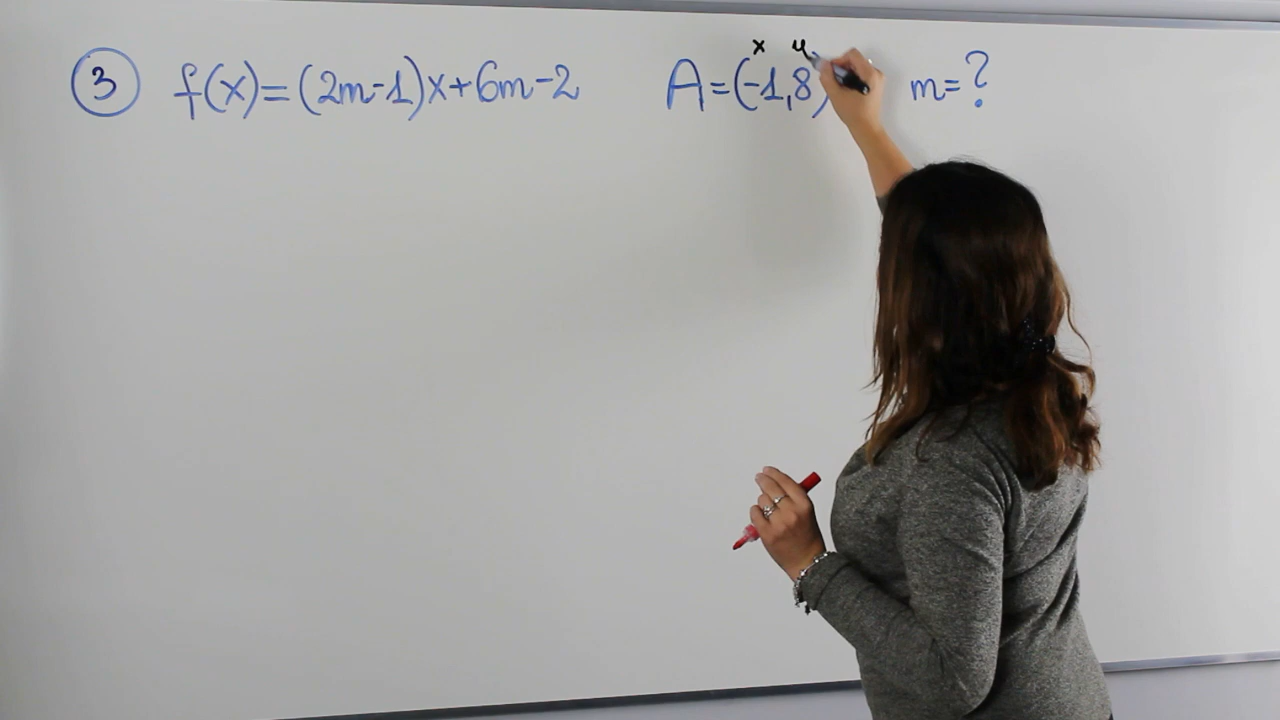 x y
3 f(x)=(2m-1)x+6m-2 A=(-1,8) m=?